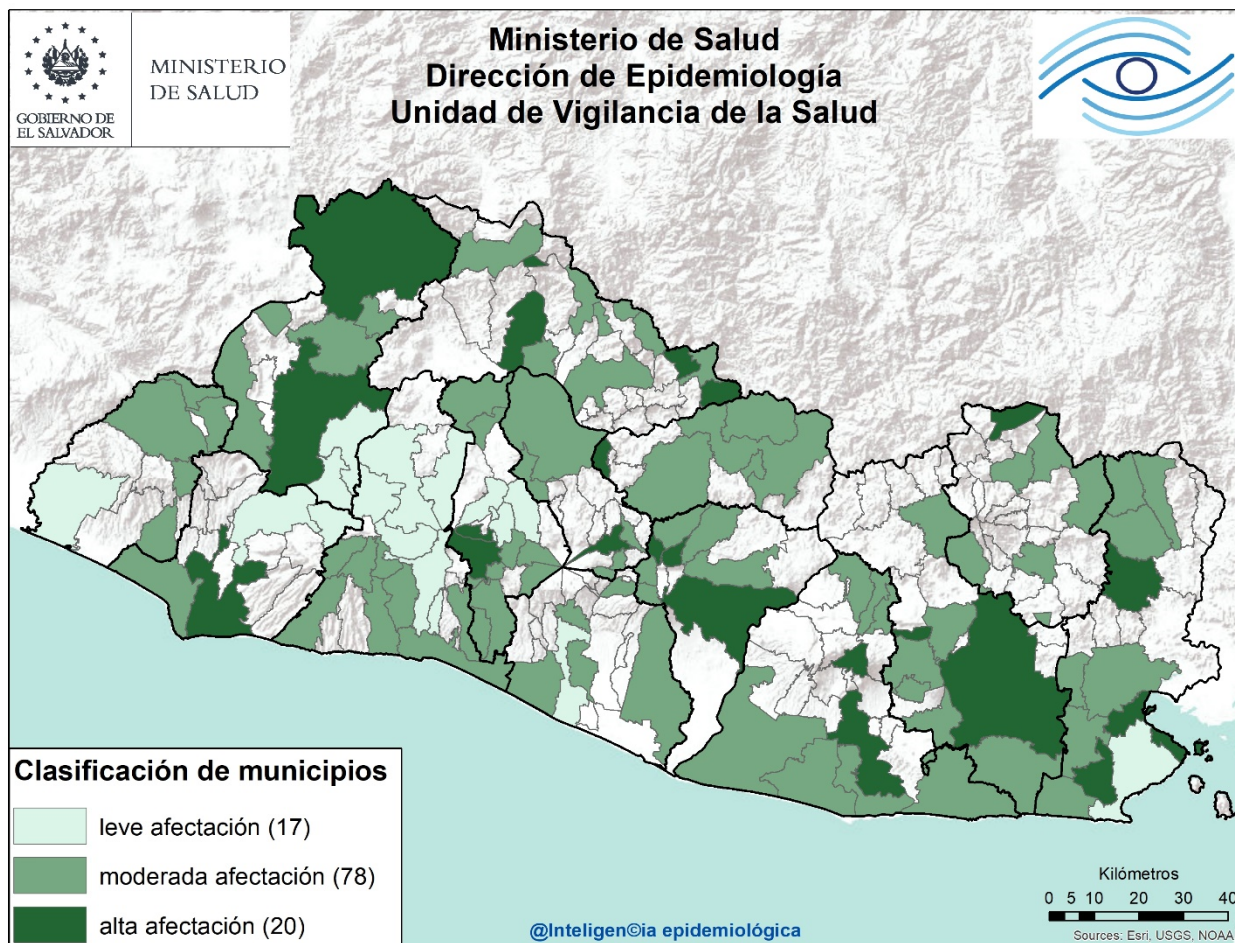 Ministerio de Salud
Dirección de Epidemiología
Unidad de Vigilancia de la Salud
MINISTERIO
DE SALUD
GOBIERNO DE
EL SALVADOR
Clasificación de municipios
leve afectación (17)
moderada afectación (78)
alta afectación (20)
@Inteligen©ia epidemiológica
Kilómetros
0 5 10 20 30 40
Sources: Esri, USGS, NOAA